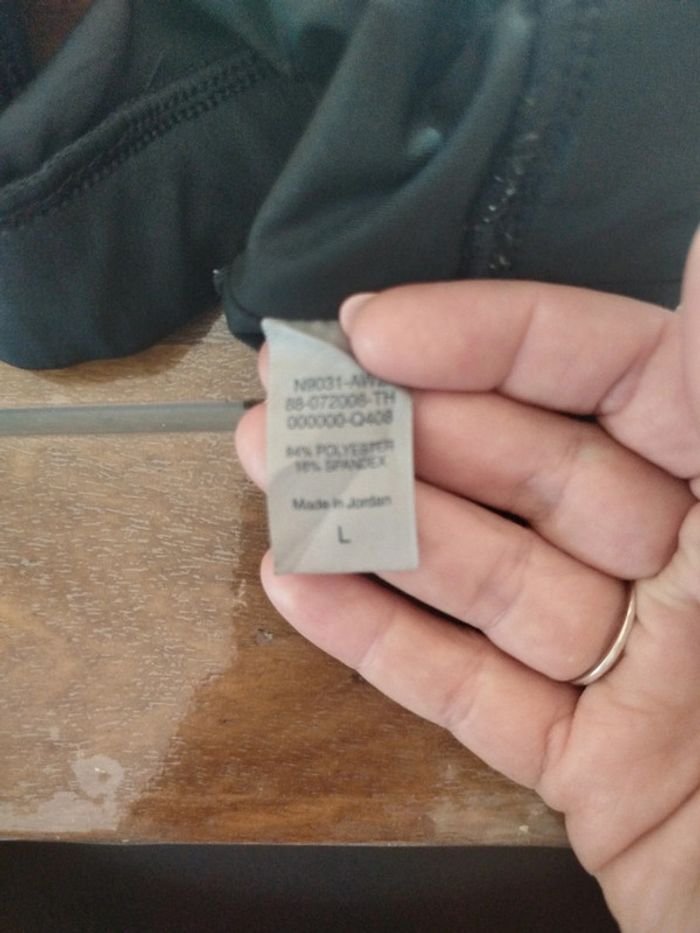 88-072008-TH
000000-Q408
84% POLYESTER
16% SPANDEX
Made in Jordan
L